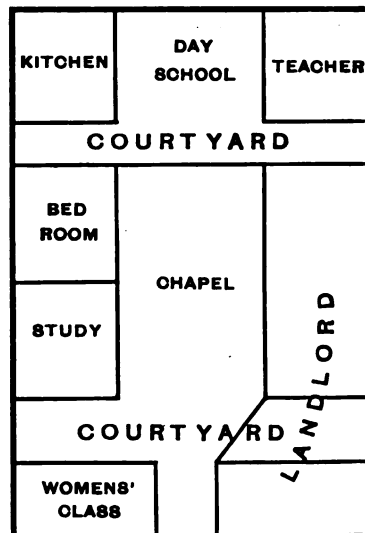 KITCHEN
DAY
SCHOOL
TEACHER
COURTYARD
BED
ROOM
CHAPEL
STUDY
LANDLORD
COURTYARD
WOMENS'
CLASS